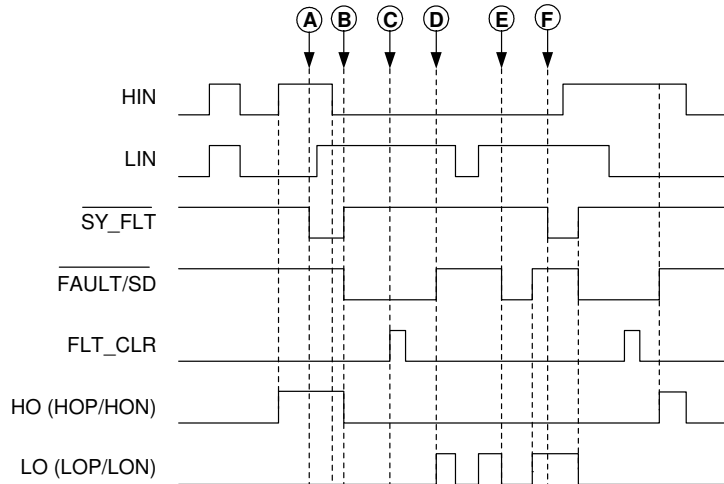 A B C D E F
HIN
LIN
SY_FLT
FAULT/SD
FLT_CLR
HO (HOP/HON)
LO (LOP/LON)